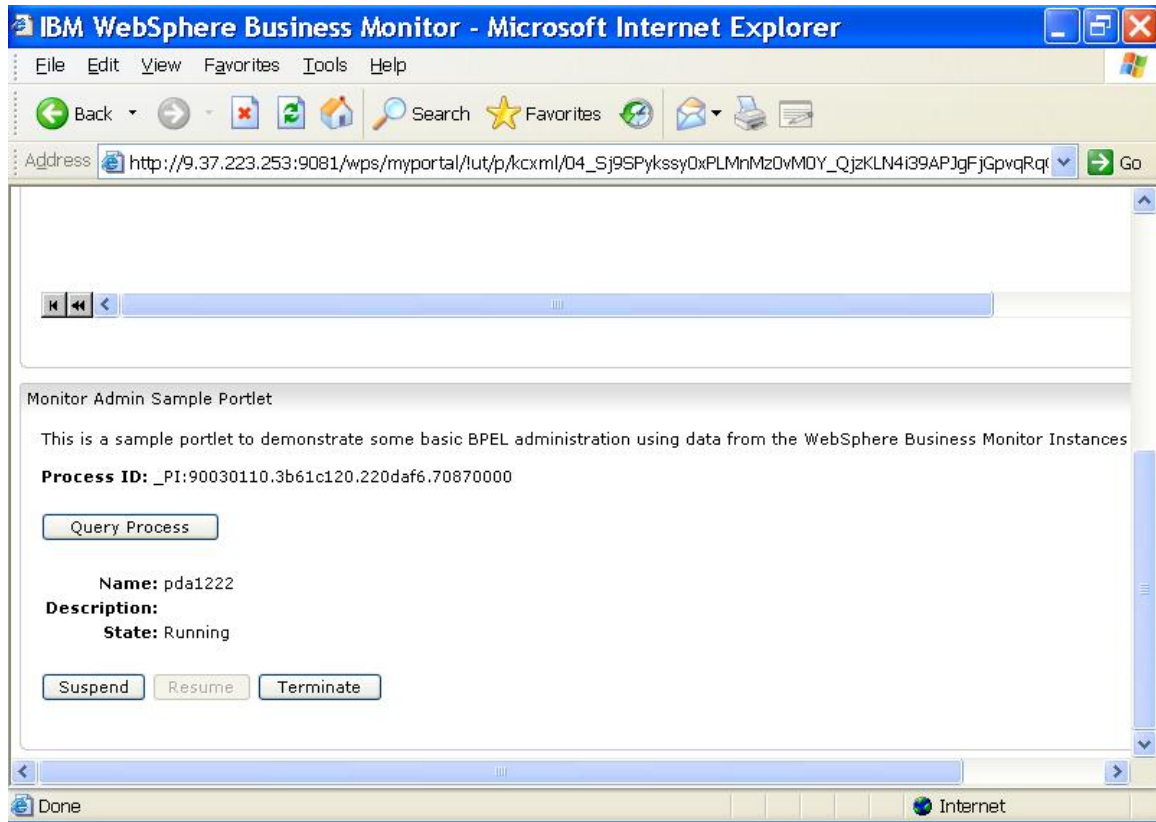 IBM WebSphere Business Monitor - Microsoft Internet Explorer
File Edit View Favorites Tools Help
Back Search Favorites
Address http://9.37.223.253:9081/wps/myportal/!ut/p/kcxml/04_Sj9SPykssy0xPLMnMz0vM0Y_QjzKLN4i39APJgFjGpvqRq Go
Monitor Admin Sample Portlet
This is a sample portlet to demonstrate some basic BPEL administration using data from the WebSphere Business Monitor Instances
Process ID: _PI:90030110.3b61c120.220daf6.70870000
Query Process
Name: pda1222
Description:
State: Running
Suspend Resume Terminate
Done Internet